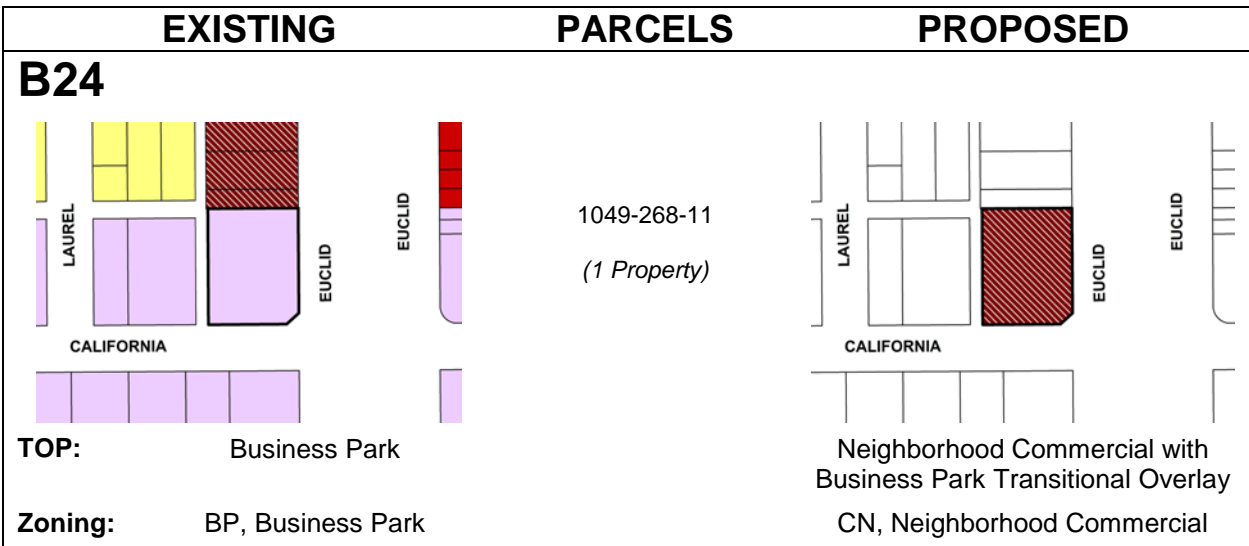 EXISTING PARCELS PROPOSED
B24
LAUREL
EUCLID
EUCLID
CALIFORNIA
1049-268-11
(1 Property)
LAUREL
EUCLID
EUCLID
CALIFORNIA
TOP: Business Park
Neighborhood Commercial with
Business Park Transitional Overlay
Zoning: BP, Business Park CN, Neighborhood Commercial